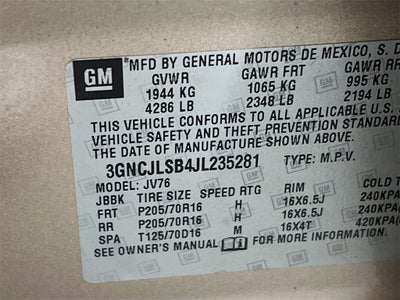 GM
MFD BY GENERAL MOTORS DE MEXICO, S. D
GVWR GAWR FRT GAWR RR
1944 KG 1065 KG 995 KG
4286 LB 2348 LB 2194 LB
THIS VEHICLE CONFORMS TO ALL
VEHICLE SAFETY AND THEFT PREVENTION
THE DATE OF MANUFACTURE SHOWN ABOVE.
3GNCJLSB4JL235281 TYPE: M.P.V.
MODEL: JV76
JBBK TIRE SIZE SPEED RTG RIM COLD T
FRT P205/70R16 H 16X6.5J 240KPA(
RR P205/70R16 H 16X6.5J 240KPA(
SPA T125/70D16 M 16X4T 420KPA(6
SEE OWNER'S MANUAL FOR MORE INFORMATION.